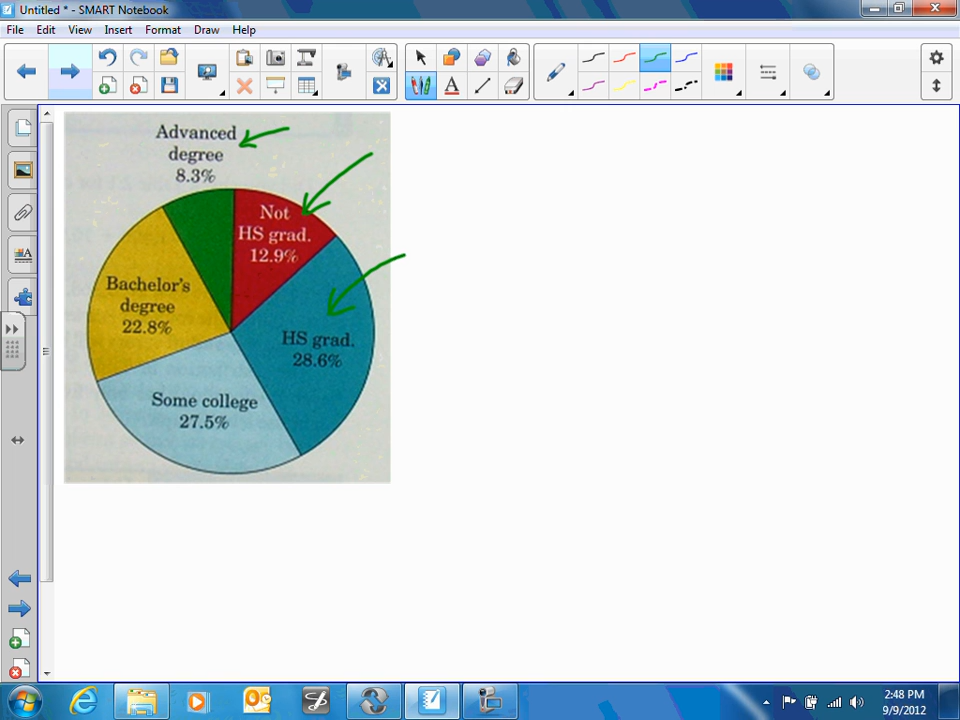 Untitled * - SMART Notebook
File Edit View Insert Format Draw Help
Advanced
degree
8.3%
Not
HS grad.
12.9%
Bachelor's
degree
22.8%
HS grad.
28.6%
Some college
27.5%
2:48 PM
9/9/2012